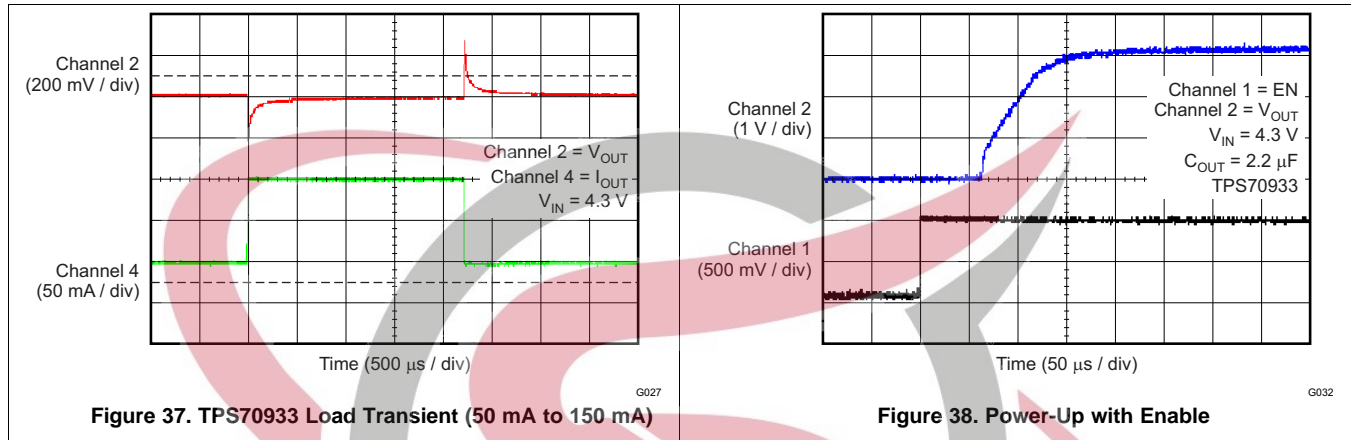 Channel 2
(200 mV / div)
Channel 2 = VOUT
Channel 4 = IOUT
VIN = 4.3 V
Channel 4
(50 mA / div)
Time (500 µs / div)
G027
Figure 37. TPS70933 Load Transient (50 mA to 150 mA)
Channel 1 = EN
Channel 2 = VOUT
VIN = 4.3 V
COUT = 2.2 µF
TPS70933
Channel 2
(1 V / div)
Channel 1
(500 mV / div)
Time (50 µs / div)
G032
Figure 38. Power-Up with Enable